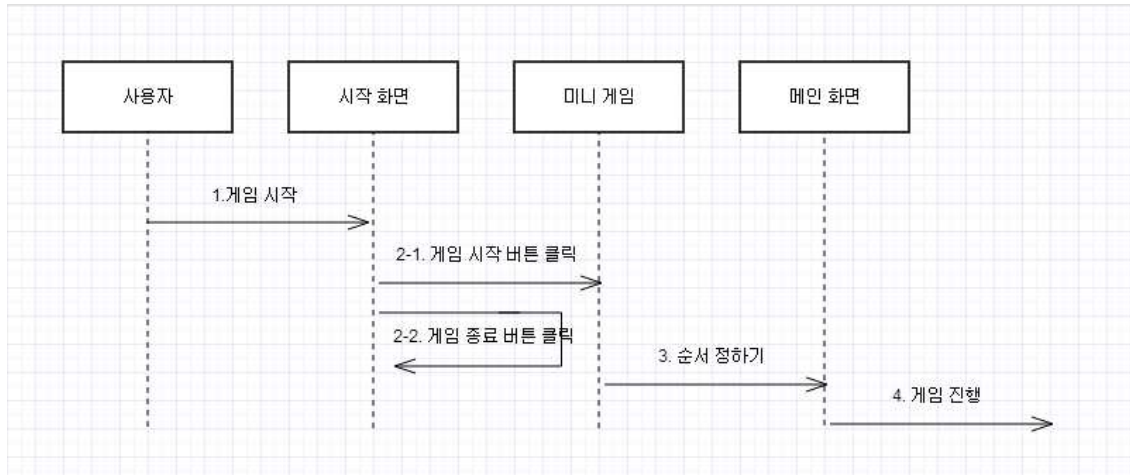 사용자
시작 화면
미니 게임
메인 화면
1.게임 시작
2-1. 게임 시작 버튼 클릭
2-2. 게임 종료 버튼 클릭
3. 순서 정하기
4. 게임 진행